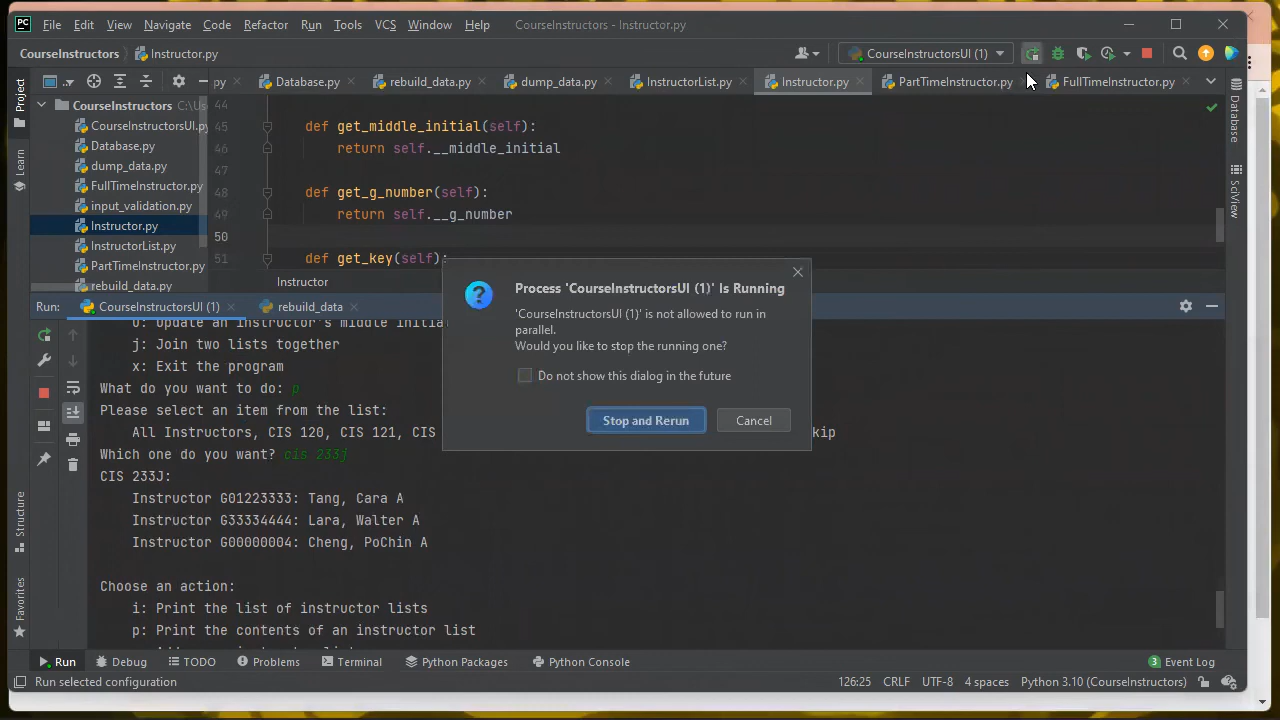 PC File Edit View Navigate Code Refactor Run Tools VCS Window Help CourseInstructors - Instructor.py
CourseInstructors Instructor.py CourseInstructorsUI (1)
Project
.py Database.py rebuild_data.py dump_data.py InstructorList.py Instructor.py PartTimeInstructor.py FullTimeInstructor.py
CourseInstructors C:\Us
CourseInstructorsUI.py
Database.py
dump_data.py
FullTimeInstructor.py
input_validation.py
Instructor.py
InstructorList.py
PartTimeInstructor.py
rebuild_data.py
Learn
Structure
Favorites
Database
SciView
44
45 def get_middle_initial(self):
46 return self.__middle_initial
47
48 def get_g_number(self):
49 return self.__g_number
50
51 def get_key(self):
Instructor
Run: CourseInstructorsUI (1) rebuild_data
Update an instructor's middle initia
j: Join two lists together
x: Exit the program
What do you want to do: p
Please select an item from the list:
All Instructors, CIS 120, CIS 121, CIS kip
Which one do you want? cis 233j
CIS 233J:
Instructor G01223333: Tang, Cara A
Instructor G33334444: Lara, Walter A
Instructor G00000004: Cheng, PoChin A
Choose an action:
i: Print the list of instructor lists
p: Print the contents of an instructor list
Process 'CourseInstructorsUI (1)' Is Running
'CourseInstructorsUI (1)' is not allowed to run in
parallel.
Would you like to stop the running one?
Do not show this dialog in the future
Stop and Rerun Cancel
Run Debug TODO Problems Terminal Python Packages Python Console 3 Event Log
Run selected configuration 126:25 CRLF UTF-8 4 spaces Python 3.10 (CourseInstructors)